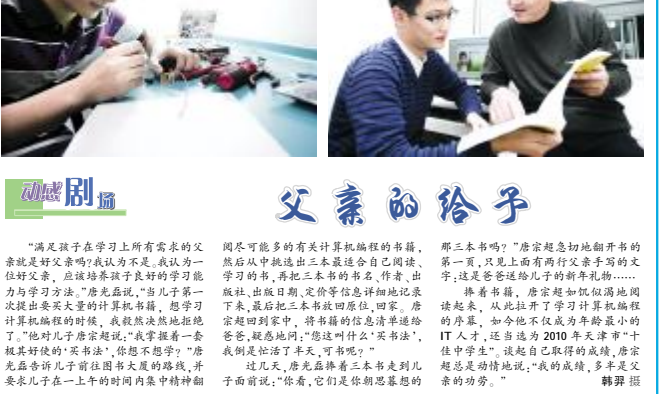 动感剧场
父亲的给予
“满足孩子在学习上所有需求的父
亲就是好父亲吗?我认为不是。我认为一
位好父亲，应该培养孩子良好的学习能
力与学习方法。”唐光磊说,“当儿子第一
次提出要买大量的计算机书籍，想学习
计算机编程的时候，我毅然决然地拒绝
了。”他对儿子唐宗超说:“我掌握着一套
极其好使的‘买书法’,你想不想学？”唐
光磊告诉儿子前往图书大厦的路线,并
要求儿子在一上午的时间内集中精神翻
阅尽可能多的有关计算机编程的书籍,
然后从中挑选出三本最适合自己阅读、
学习的书,再把三本书的书名、作者、出
版社、出版日期、定价等信息详细地记录
下来,最后把三本书放回原位,回家。唐
宗超回到家中，将书籍的信息清单递给
爸爸,疑惑地问:“您这叫什么‘买书法’,
我倒是忙活了半天,可书呢？”
过几天,唐光磊捧着三本书走到儿
子面前说:“你看,它们是你朝思暮想的
那三本书吗？”唐宗超急切地翻开书的
第一页,只见上面有两行父亲手写的文
字:这是爸爸送给儿子的新年礼物……
捧着书籍，唐宗超如饥似渴地阅
读起来，从此拉开了学习计算机编程
的序幕，如今他不仅成为年龄最小的
IT 人才,还当选为 2010 年天津市“十
佳中学生”。谈起自己取得的成绩,唐宗
超总是动情地说:“我的成绩,多半是父
亲的功劳。” 韩羿 摄